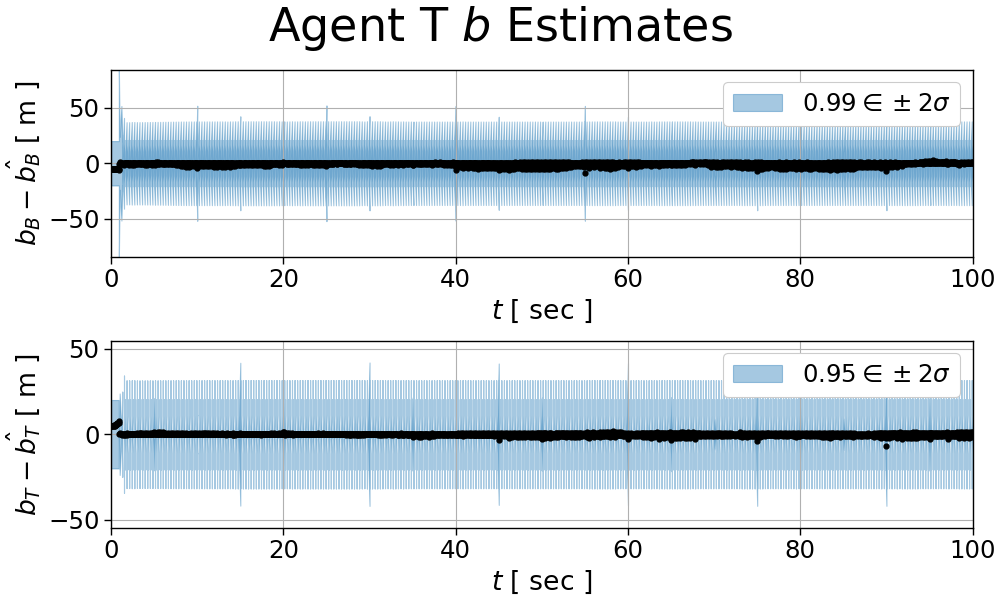 Agent T b Estimates
b_B − b̂_B [ m ]
50
0
−50
0.99 ∈ ±2σ
0 20 40 60 80 100
t [ sec ]
b_T − b̂_T [ m ]
50
0
−50
0.95 ∈ ±2σ
0 20 40 60 80 100
t [ sec ]